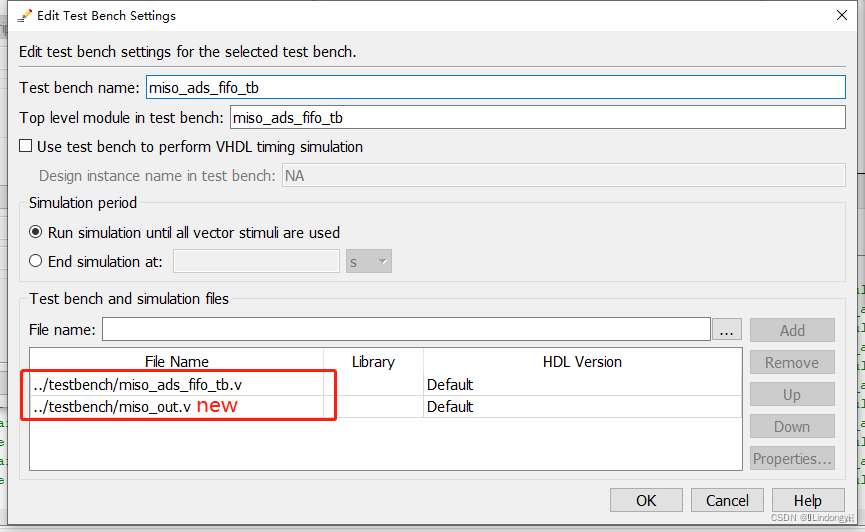 Edit Test Bench Settings
Edit test bench settings for the selected test bench.
Test bench name: miso_ads_fifo_tb
Top level module in test bench: miso_ads_fifo_tb
Use test bench to perform VHDL timing simulation
Design instance name in test bench: NA
Simulation period
Run simulation until all vector stimuli are used
End simulation at: s
Test bench and simulation files
File name: ... Add
File Name Library HDL Version Remove
../testbench/miso_ads_fifo_tb.v Default Up
../testbench/miso_out.v new Default Down
Properties...
OK Cancel Help